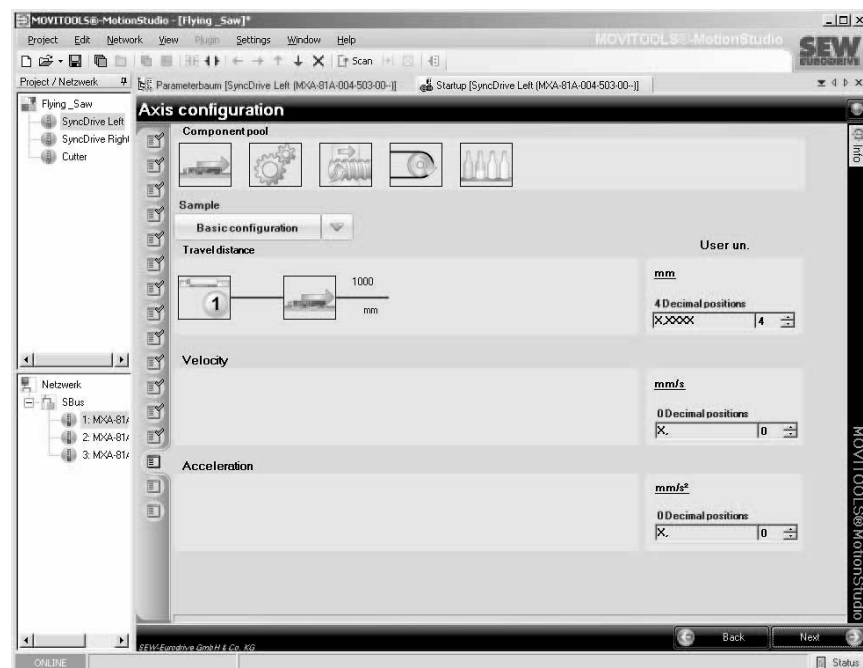 MOVITOOLS®-MotionStudio - [Flying _Saw]*
Project Edit Network View Plugin Settings Window Help
MOVITOOLS®-MotionStudio
SEW
EURODRIVE
Scan
Project / Netzwerk
Parameterbaum [SyncDrive Left (MXA-81A-004-503-00--)]
Startup [SyncDrive Left (MXA-81A-004-503-00--)]
Flying _Saw
SyncDrive Left
SyncDrive Right
Cutter
Axis configuration
Info
Component pool
Sample
Basic configuration
Travel distance
User un.
1
1000
mm
mm
4 Decimal positions
X,XXXX 4
Velocity
mm/s
0 Decimal positions
X, 0
Acceleration
mm/s²
0 Decimal positions
X, 0
Netzwerk
SBus
1: MXA-81A
2: MXA-81A
3: MXA-81A
MOVITOOLS®MotionStudio
SEW-Eurodrive GmbH & Co. KG
Back
Next
ONLINE
Status